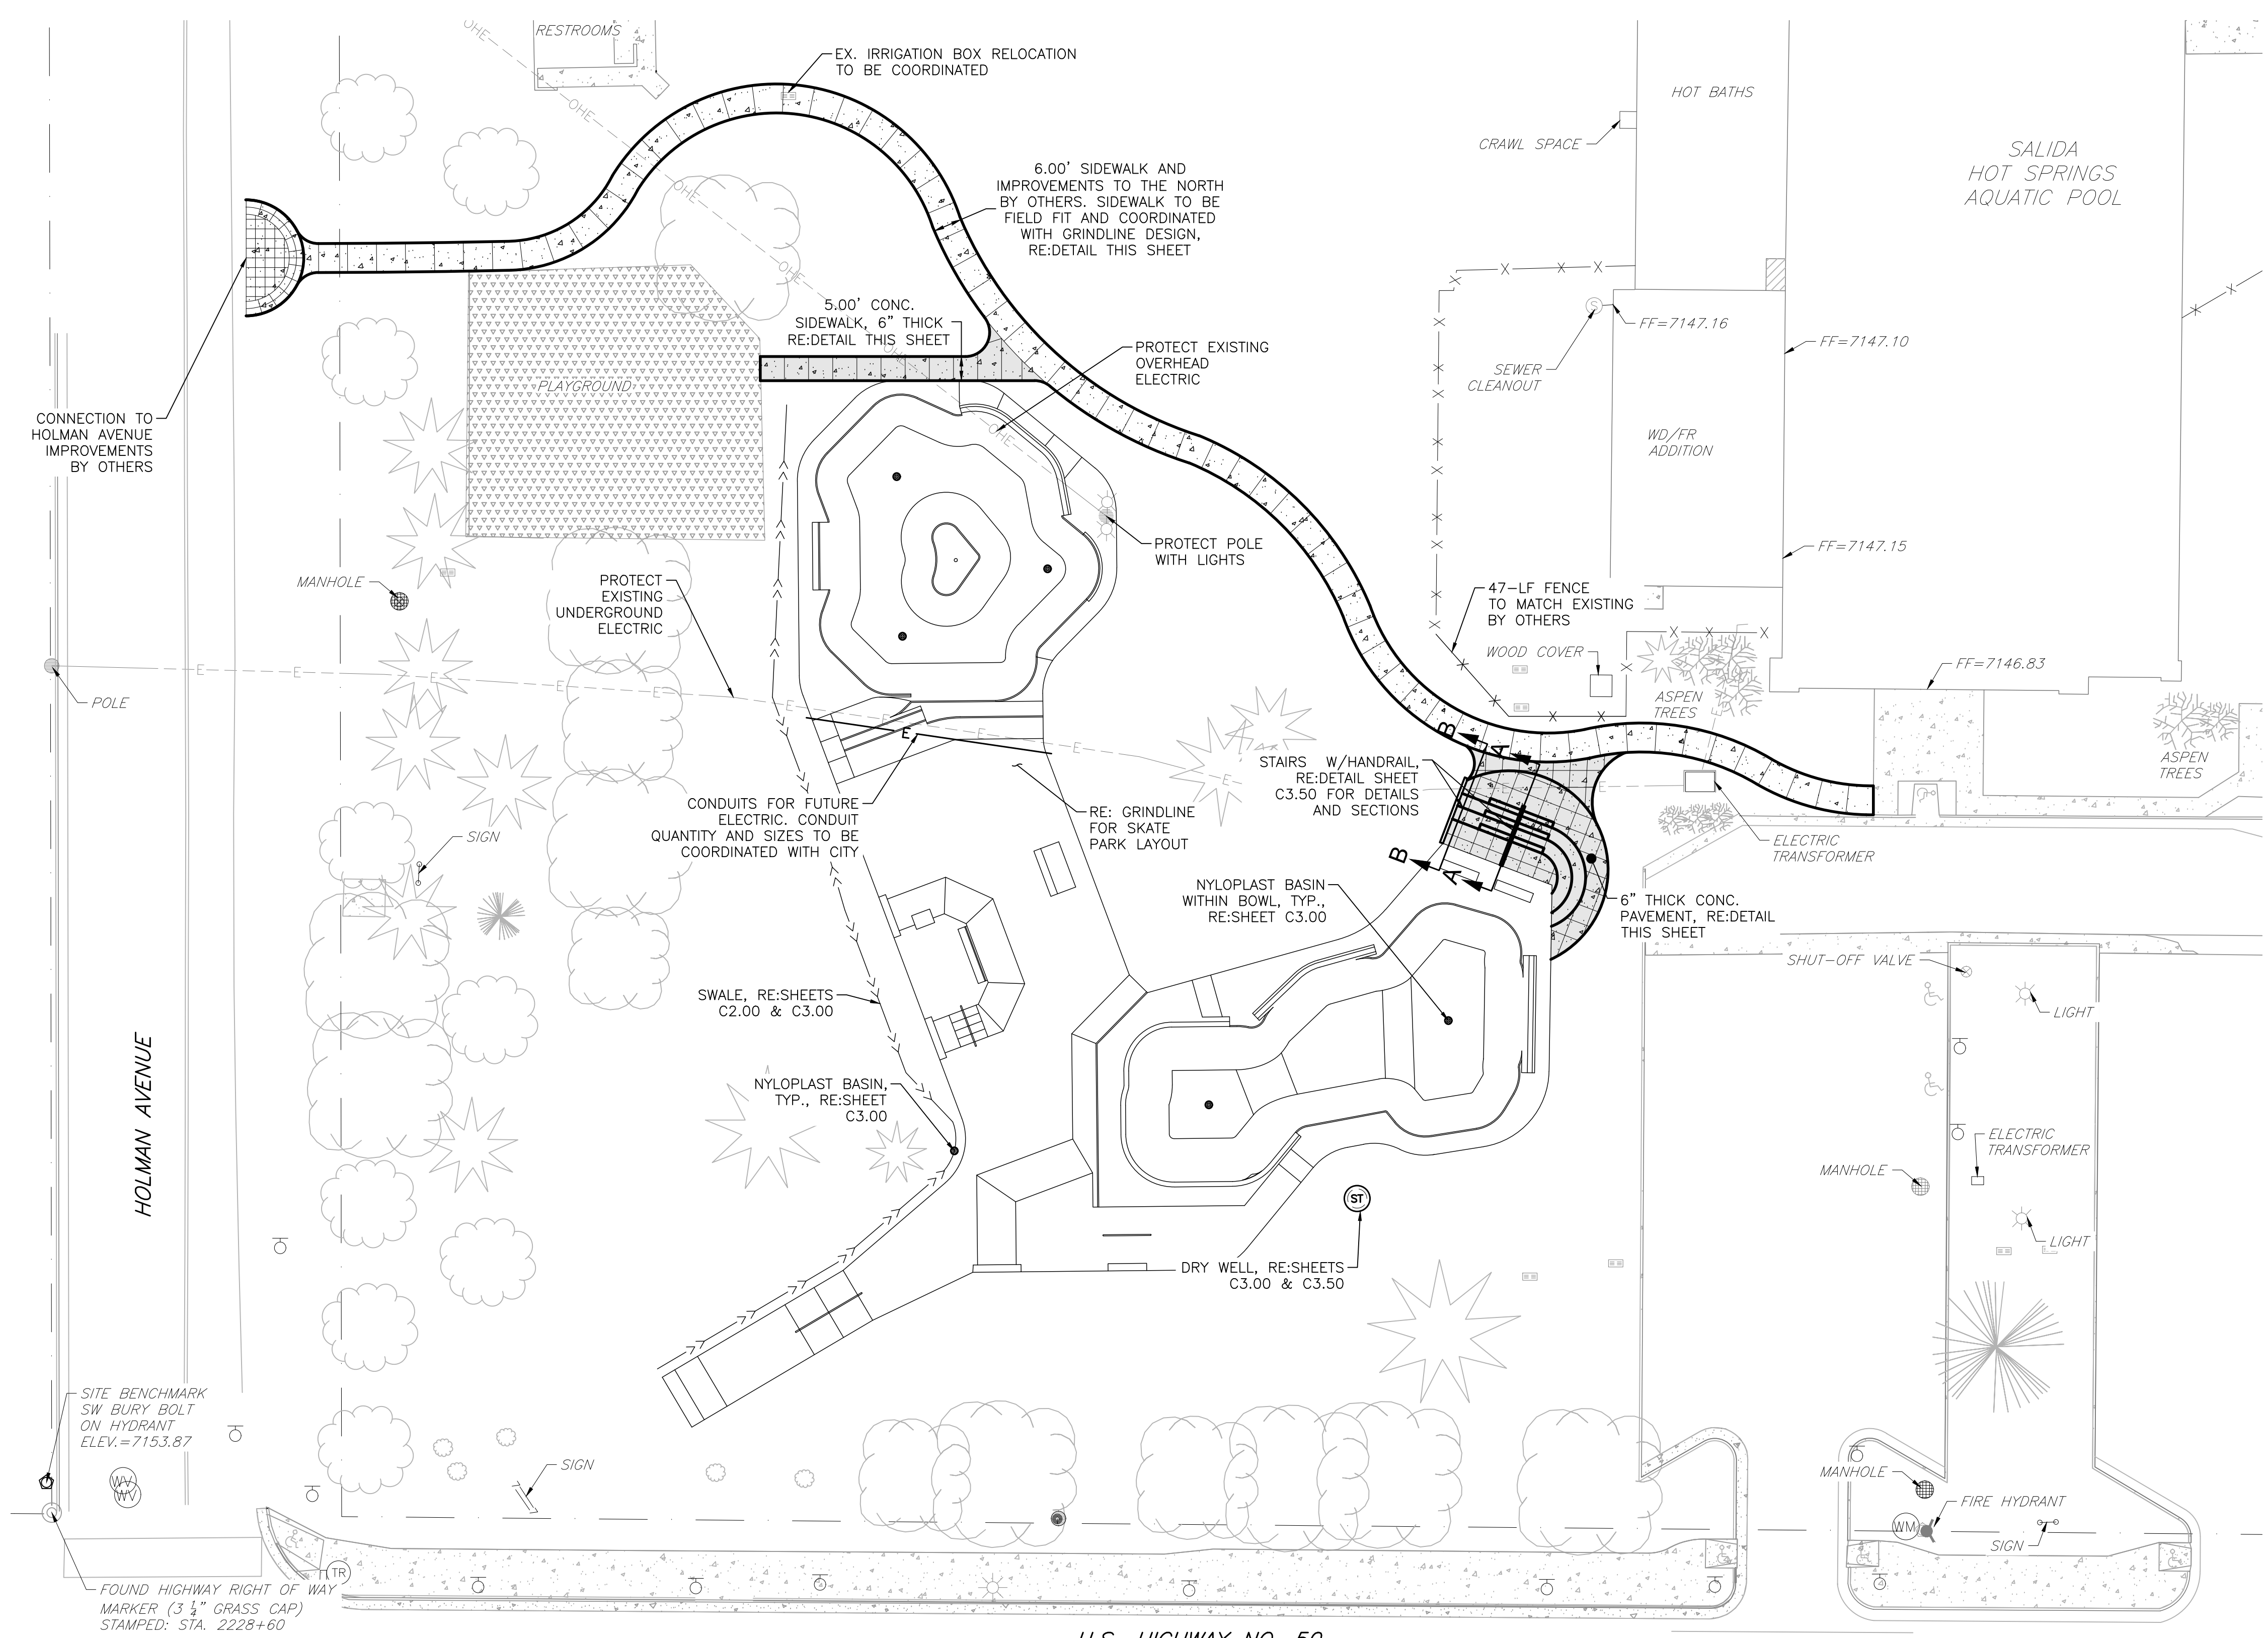 RESTROOMS
OHE
EX. IRRIGATION BOX RELOCATION
TO BE COORDINATED
OHE
HOT BATHS
CRAWL SPACE
SALIDA
HOT SPRINGS
AQUATIC POOL
6.00' SIDEWALK AND
IMPROVEMENTS TO THE NORTH
BY OTHERS. SIDEWALK TO BE
FIELD FIT AND COORDINATED
WITH GRINDLINE DESIGN,
RE:DETAIL THIS SHEET
OHE
OHE
5.00' CONC.
SIDEWALK, 6" THICK
RE:DETAIL THIS SHEET
OHE
S
FF=7147.16
FF=7147.10
SEWER
CLEANOUT
PROTECT EXISTING
OVERHEAD
ELECTRIC
PLAYGROUND
OHE
CONNECTION TO
HOLMAN AVENUE
IMPROVEMENTS
BY OTHERS
WD/FR
ADDITION
PROTECT POLE
WITH LIGHTS
FF=7147.15
MANHOLE
PROTECT
EXISTING
UNDERGROUND
ELECTRIC
47-LF FENCE
TO MATCH EXISTING
BY OTHERS
WOOD COVER
FF=7146.83
POLE
E
E
E
E
E
E
E
E
E
E
E
E
ASPEN
TREES
ASPEN
TREES
B
A
STAIRS W/HANDRAIL,
RE:DETAIL SHEET
C3.50 FOR DETAILS
AND SECTIONS
CONDUITS FOR FUTURE
ELECTRIC. CONDUIT
QUANTITY AND SIZES TO BE
COORDINATED WITH CITY
RE: GRINDLINE
FOR SKATE
PARK LAYOUT
SIGN
ELECTRIC
TRANSFORMER
B
A
NYLOPLAST BASIN
WITHIN BOWL, TYP.,
RE:SHEET C3.00
6" THICK CONC.
PAVEMENT, RE:DETAIL
THIS SHEET
SHUT-OFF VALVE
LIGHT
SWALE, RE:SHEETS
C2.00 & C3.00
HOLMAN AVENUE
NYLOPLAST BASIN,
TYP., RE:SHEET
C3.00
ELECTRIC
TRANSFORMER
MANHOLE
ST
LIGHT
DRY WELL, RE:SHEETS
C3.00 & C3.50
SITE BENCHMARK
SW BURY BOLT
ON HYDRANT
ELEV.=7153.87
WV
WV
SIGN
MANHOLE
FIRE HYDRANT
WM
SIGN
TR
FOUND HIGHWAY RIGHT OF WAY
MARKER (3 1/4" GRASS CAP)
STAMPED: STA. 2228+60
U.S. HIGHWAY NO. 50